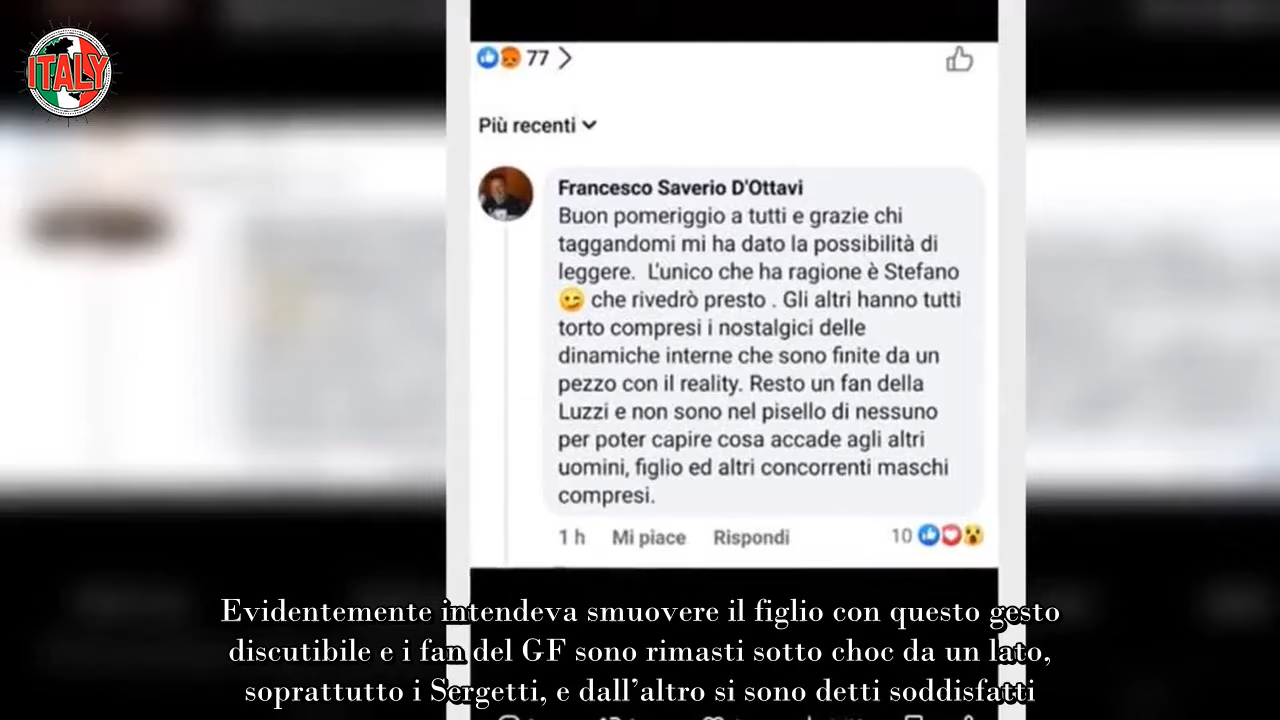 ITALY
77
Più recenti
Francesco Saverio D'Ottavi
Buon pomeriggio a tutti e grazie chi
taggandomi mi ha dato la possibilità di
leggere. L'unico che ha ragione è Stefano
😉 che rivedrò presto . Gli altri hanno tutti
torto compresi i nostalgici delle
dinamiche interne che sono finite da un
pezzo con il reality. Resto un fan della
Luzzi e non sono nel pisello di nessuno
per poter capire cosa accade agli altri
uomini, figlio ed altri concorrenti maschi
compresi.
1 h Mi piace Rispondi 10
Evidentemente intendeva smuovere il figlio con questo gesto
discutibile e i fan del GF sono rimasti sotto choc da un lato,
soprattutto i Sergetti, e dall’altro si sono detti soddisfatti